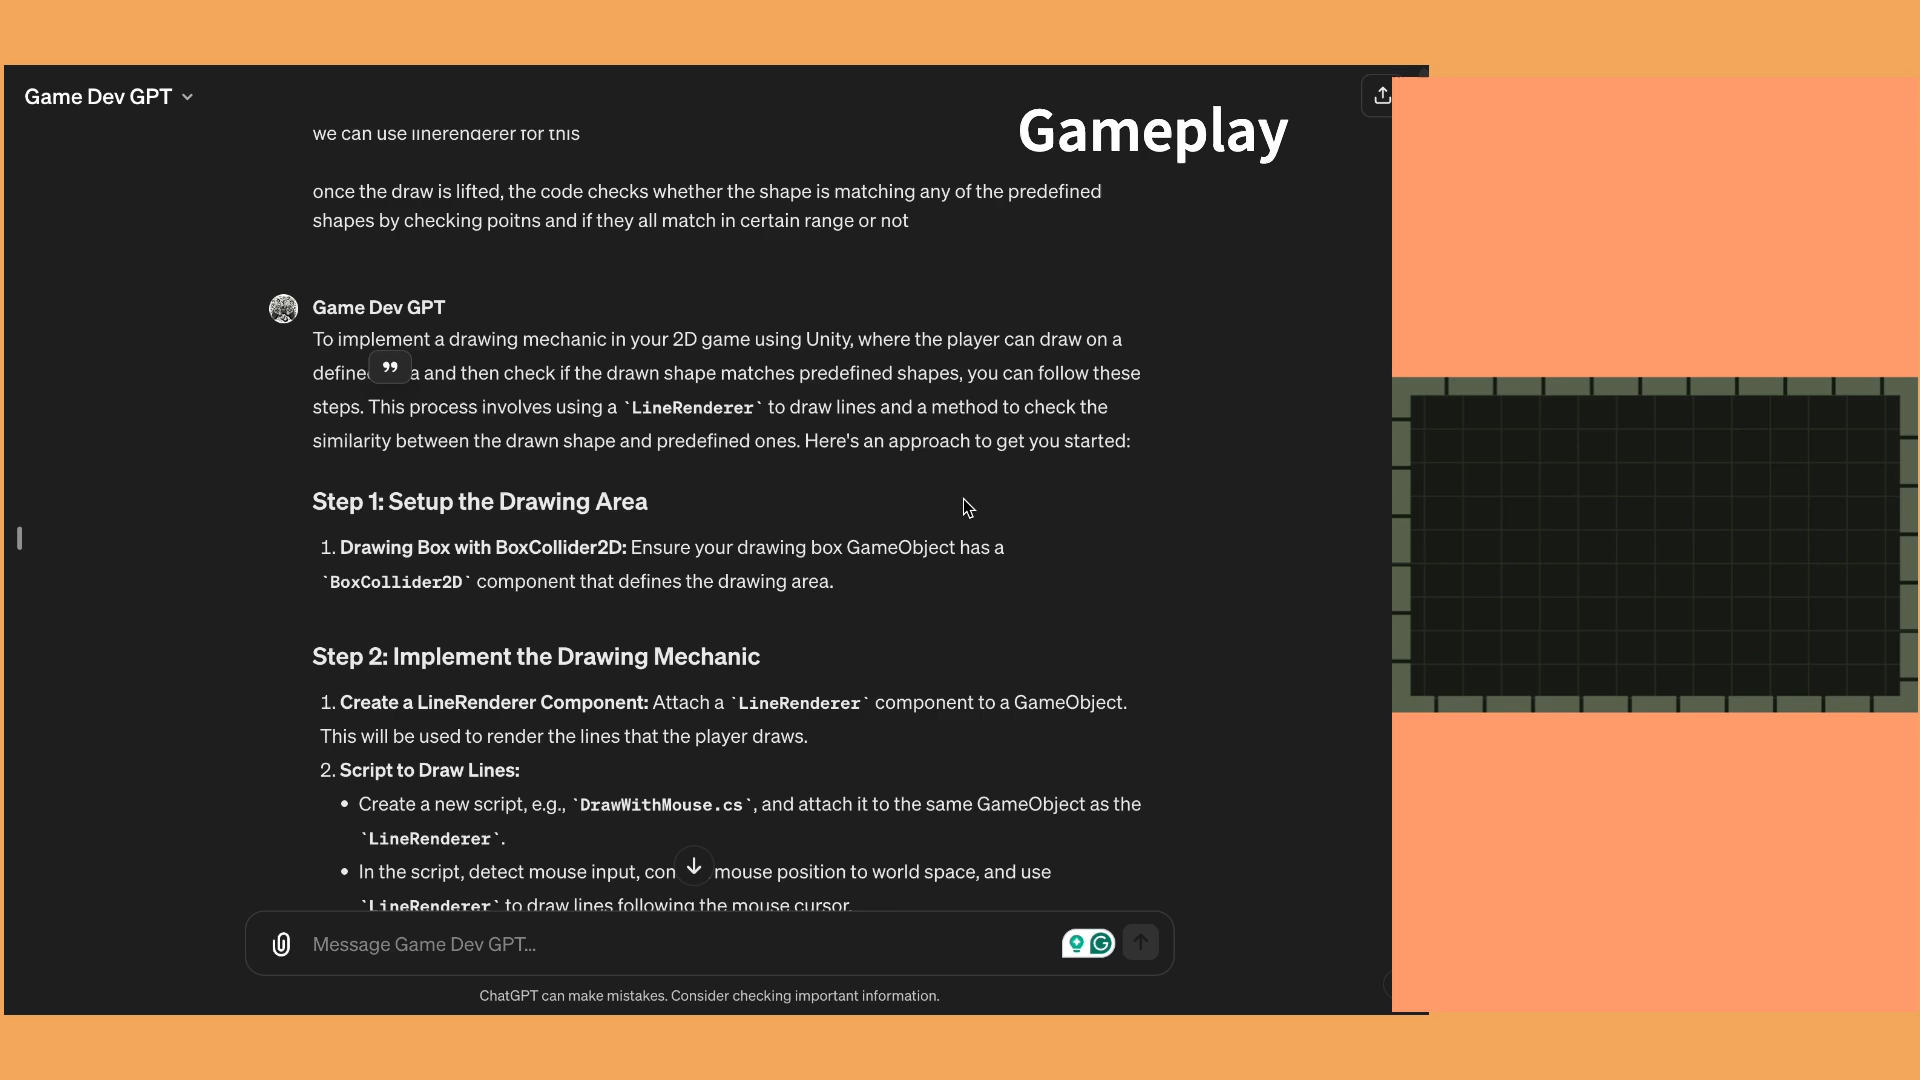 Game Dev GPT
Gameplay
we can use linerenderer for this
once the draw is lifted, the code checks whether the shape is matching any of the predefined
shapes by checking poitns and if they all match in certain range or not
Game Dev GPT
To implement a drawing mechanic in your 2D game using Unity, where the player can draw on a
define a and then check if the drawn shape matches predefined shapes, you can follow these
steps. This process involves using a `LineRenderer` to draw lines and a method to check the
similarity between the drawn shape and predefined ones. Here's an approach to get you started:
Step 1: Setup the Drawing Area
1. Drawing Box with BoxCollider2D: Ensure your drawing box GameObject has a
`BoxCollider2D` component that defines the drawing area.
Step 2: Implement the Drawing Mechanic
1. Create a LineRenderer Component: Attach a `LineRenderer` component to a GameObject.
This will be used to render the lines that the player draws.
2. Script to Draw Lines:
• Create a new script, e.g., `DrawWithMouse.cs`, and attach it to the same GameObject as the
`LineRenderer`.
• In the script, detect mouse input, con mouse position to world space, and use
`LineRenderer` to draw lines following the mouse cursor.
Message Game Dev GPT...
ChatGPT can make mistakes. Consider checking important information.